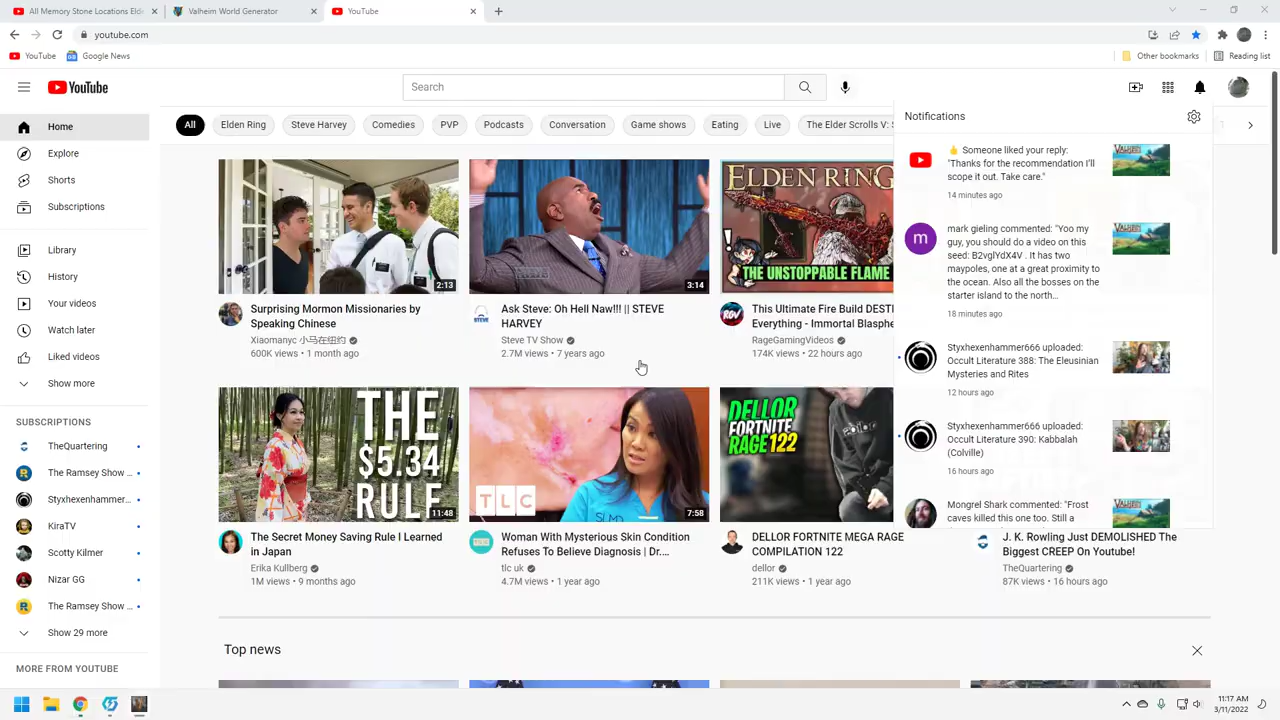 All Memory Stone Locations Eld
Valheim World Generator
YouTube
youtube.com
YouTube
Google News
Other bookmarks
Reading list
YouTube
Search
All
Elden Ring
Steve Harvey
Comedies
PVP
Podcasts
Conversation
Game shows
Eating
Live
The Elder Scrolls V: S
Home
Explore
Shorts
Subscriptions
Library
History
Your videos
Watch later
Liked videos
Show more
SUBSCRIPTIONS
TheQuartering
The Ramsey Show ...
Styxhexenhammer...
KiraTV
Scotty Kilmer
Nizar GG
The Ramsey Show ...
Show 29 more
MORE FROM YOUTUBE
2:13
Surprising Mormon Missionaries by
Speaking Chinese
Xiaomanyc 小马在纽约
600K views • 1 month ago
3:14
Ask Steve: Oh Hell Naw!!! || STEVE
HARVEY
Steve TV Show
2.7M views • 7 years ago
ELDEN RING
THE UNSTOPPABLE FLAME
This Ultimate Fire Build DESTI
Everything - Immortal Blasphe
RageGamingVideos
174K views • 22 hours ago
THE
$5.34
RULE
11:48
The Secret Money Saving Rule I Learned
in Japan
Erika Kullberg
1M views • 9 months ago
TLC
7:58
Woman With Mysterious Skin Condition
Refuses To Believe Diagnosis | Dr....
tlc uk
4.7M views • 1 year ago
DELLOR
FORTNITE
RAGE 122
DELLOR FORTNITE MEGA RAGE
COMPILATION 122
dellor
211K views • 1 year ago
J. K. Rowling Just DEMOLISHED The
Biggest CREEP On Youtube!
TheQuartering
87K views • 16 hours ago
Notifications
👍 Someone liked your reply:
"Thanks for the recommendation I'll
scope it out. Take care."
14 minutes ago
m
mark gieling commented: "Yoo my
guy, you should do a video on this
seed: B2vglYdX4V . It has two
maypoles, one at a great proximity to
the ocean. Also all the bosses on the
starter island to the north...
18 minutes ago
Styxhexenhammer666 uploaded:
Occult Literature 388: The Eleusinian
Mysteries and Rites
12 hours ago
Styxhexenhammer666 uploaded:
Occult Literature 390: Kabbalah
(Colville)
16 hours ago
Mongrel Shark commented: "Frost
caves killed this one too. Still a
Top news
11:17 AM
3/11/2022